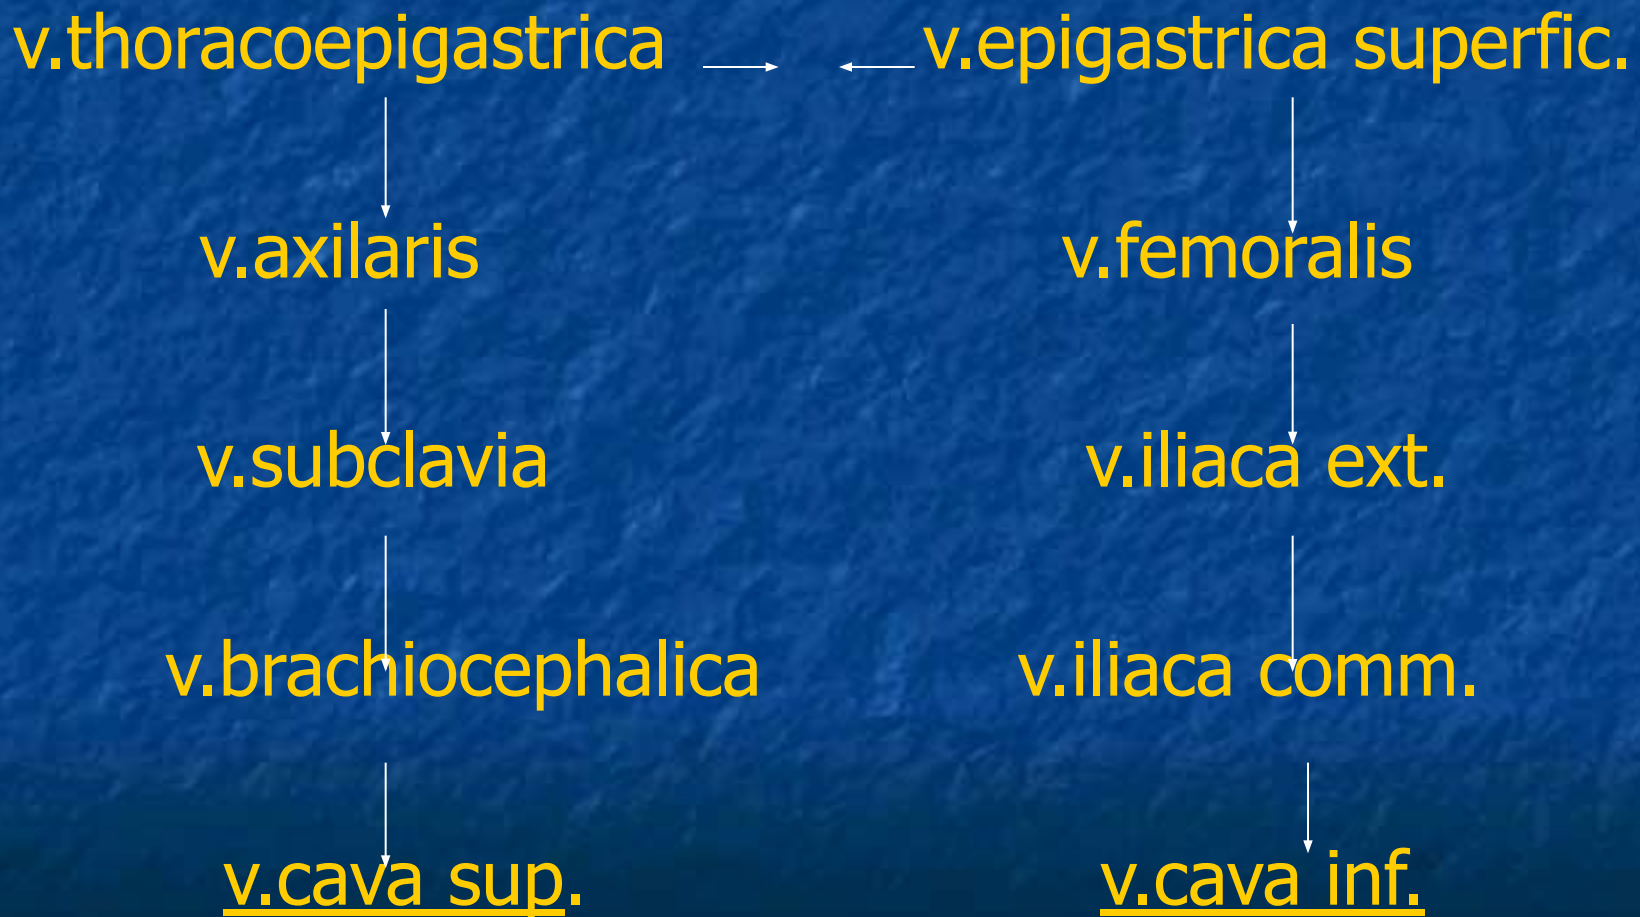 v.thoracoepigastrica v.epigastrica superfic.
v.axilaris v.femoralis
v.subclavia v.iliaca ext.
v.brachiocephalica v.iliaca comm.
v.cava sup. v.cava inf.